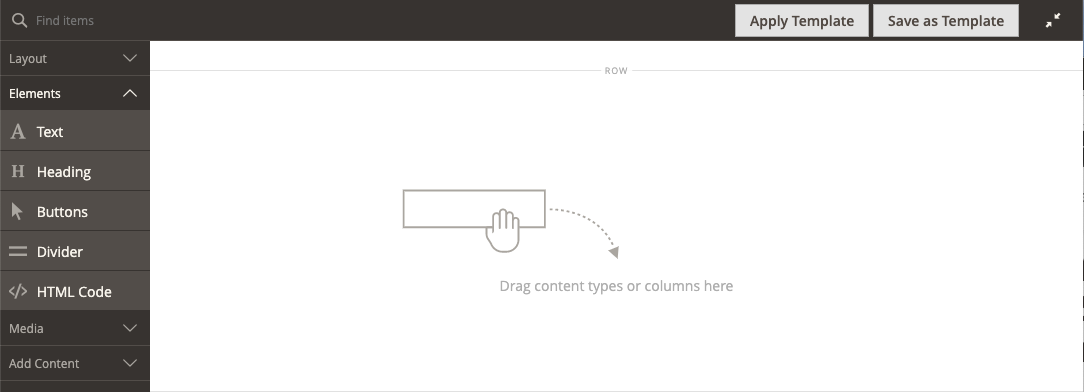 Find items
Apply Template
Save as Template
Layout
ROW
Elements
Text
Heading
Buttons
Divider
HTML Code
Media
Add Content
Drag content types or columns here